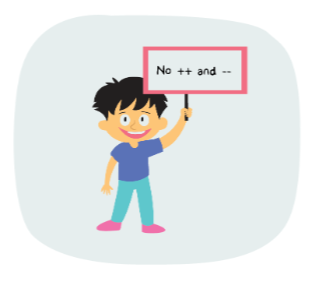 No ++ and --